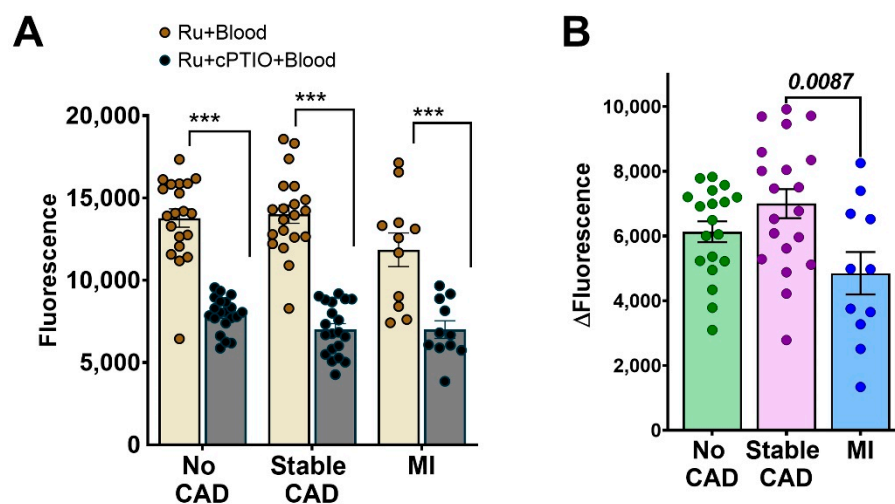 A
Ru+Blood
Ru+cPTIO+Blood
Fluorescence
20,000
15,000
10,000
5,000
0
***
***
***
No
CAD
Stable
CAD
MI
B
0.0087
ΔFluorescence
10,000
8,000
6,000
4,000
2,000
0
No
CAD
Stable
CAD
MI